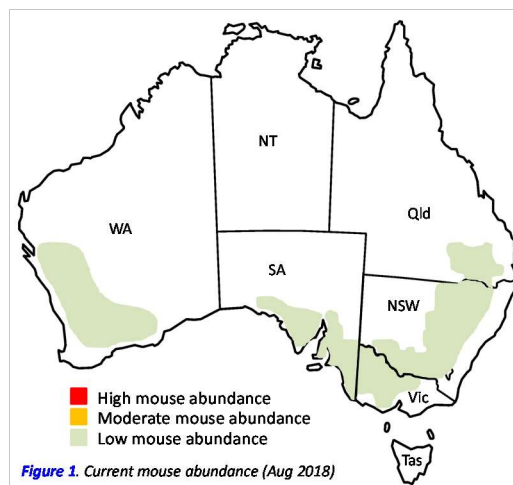 NT
Qld
WA
SA
NSW
High mouse abundance
Moderate mouse abundance
Vic
Low mouse abundance
Tas
Figure 1. Current mouse abundance (Aug 2018)